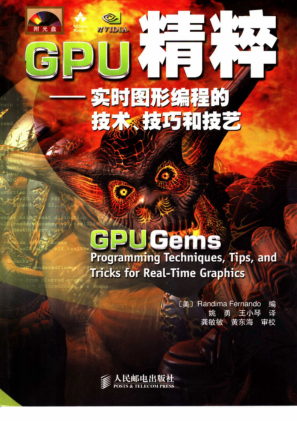 附光盘
NVIDIA
GPU精粹
——实时图形编程的
技术、技巧和技艺
GPU Gems
Programming Techniques, Tips, and
Tricks for Real-Time Graphics
〔美〕Randima Fernando 编
姚勇 王小琴 译
龚敏敏 黄东海 审校
人民邮电出版社
POSTS & TELECOM PRESS